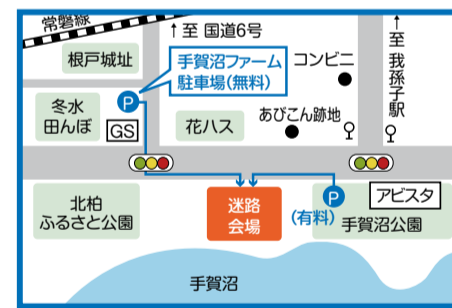 常磐線
↑至 国道6号
↑至 我孫子駅
根戸城址
手賀沼ファーム
駐車場(無料)
コンビニ
P
冬水
田んぼ
GS
花ハス
あびこん跡地
北柏
ふるさと公園
迷路
会場
P
(有料)
アビスタ
手賀沼公園
手賀沼